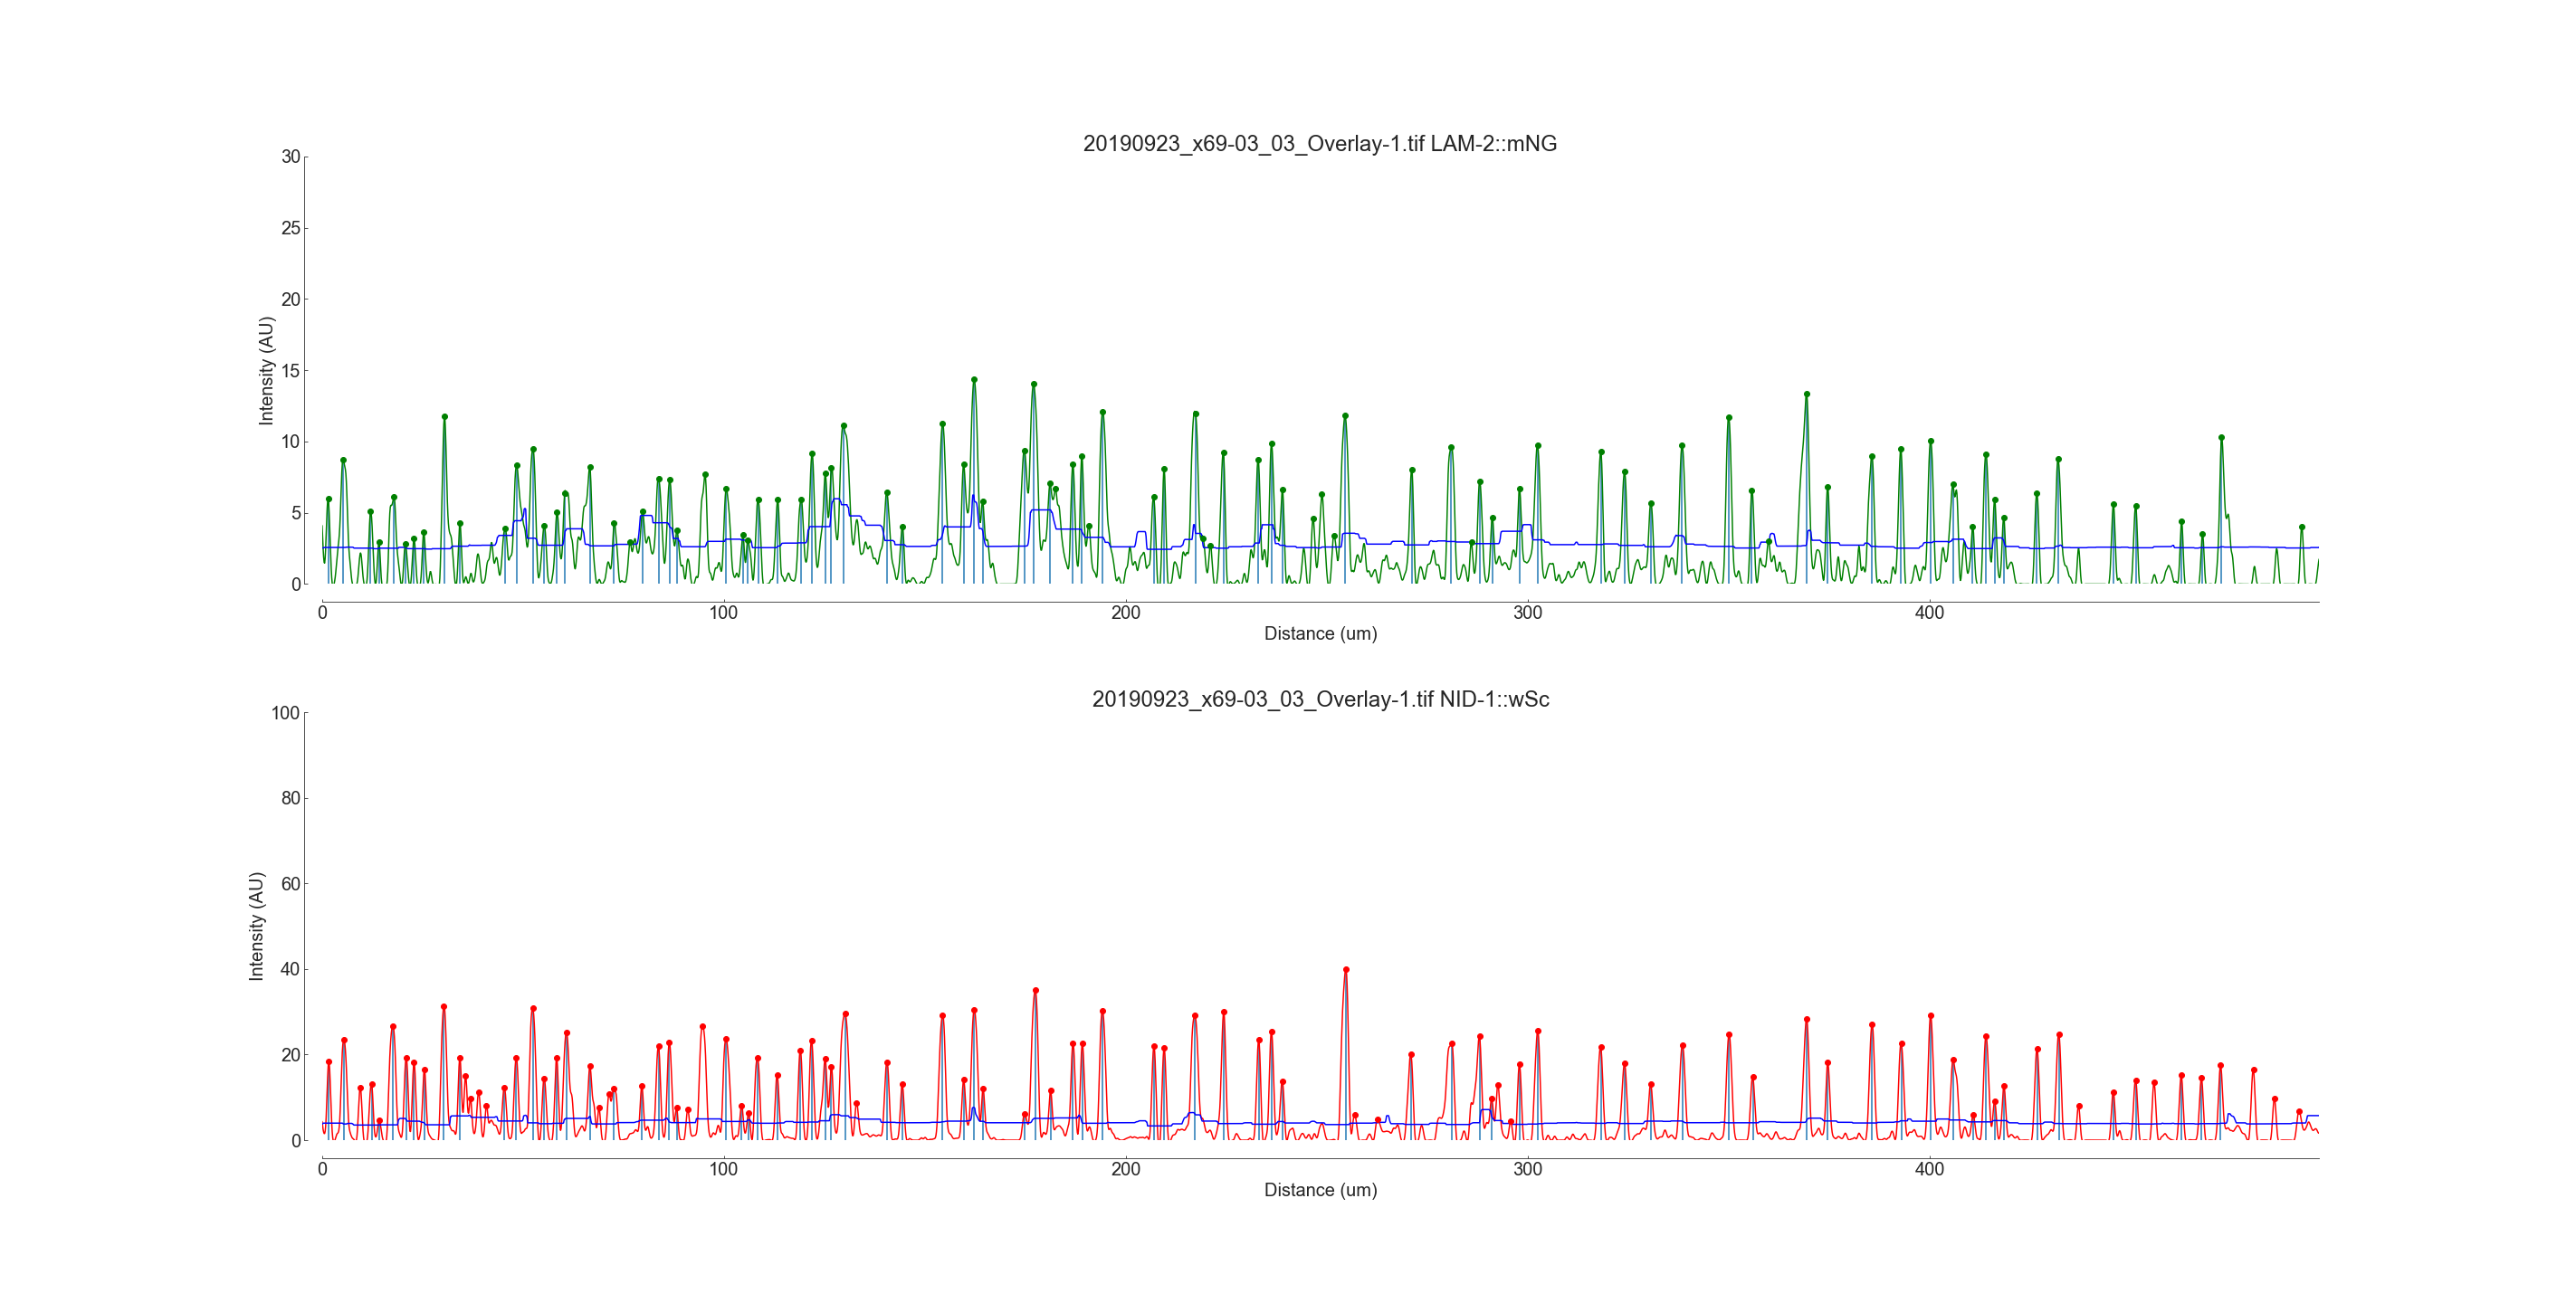 20190923_x69-03_03_Overlay-1.tif LAM-2::mNG
30
25
20
15
10
5
0
Intensity (AU)
0 100 200 300 400
Distance (um)
20190923_x69-03_03_Overlay-1.tif NID-1::wSc
100
80
60
40
20
0
Intensity (AU)
0 100 200 300 400
Distance (um)